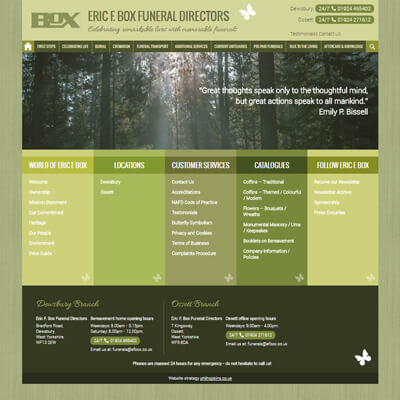 BOX
ERIC F. BOX FUNERAL DIRECTORS
Celebrating remarkable lives with memorable funerals
Dewsbury: 24/7 01924 465402
Ossett: 24/7 01924 271612
Testimonials Contact us
FIRST STEPS CELEBRATING LIFE BURIAL CREMATION FUNERAL TRANSPORT ADDITIONAL SERVICES CURRENT OBITUARIES PRE-PAID FUNERALS TALK TO THE LIVING AFTERCARE & KNOWLEDGE
"Great thoughts speak only to the thoughtful mind,
but great actions speak to all mankind."
Emily P. Bissell
WORLD OF ERIC F BOX
Welcome
Ownership
Mission Statement
Our Commitment
Heritage
Our People
Environment
Price Guide
LOCATIONS
Dewsbury
Ossett
CUSTOMER SERVICES
Contact Us
Accreditations
NAFD Code of Practice
Testimonials
Butterfly Symbolism
Privacy and Cookies
Terms of Business
Complaints Procedure
CATALOGUES
Coffins – Traditional
Coffins – Themed / Colourful
/ Modern
Flowers – Bouquets /
Wreaths
Monumental Masonry / Urns
/ Keepsakes
Booklets on Bereavement
Company Information /
Policies
FOLLOW ERIC F BOX
Receive our Newsletter
Newsletter Archive
Sponsorship
Press Enquiries
Dewsbury Branch
Eric F. Box Funeral Directors
Bradford Road,
Dewsbury,
West Yorkshire.
WF13 2EW
Bereavement home opening hours
Weekdays: 9.00am - 5.15pm.
Saturday: 9.00am - 12.00pm
24/7 01924 465402
Email us at: funerals@efbox.co.uk
Ossett Branch
Eric F. Box Funeral Directors
7 Kingsway,
Ossett,
West Yorkshire.
WF5 8DA
Ossett office opening hours
Weekdays: 9.00am - 5.00pm.
24/7 01924 271612
Email us at: funerals@efbox.co.uk
Phones are manned 24 hours for any emergency - do not hesitate to call us!
Website strategy philhopkins.co.uk